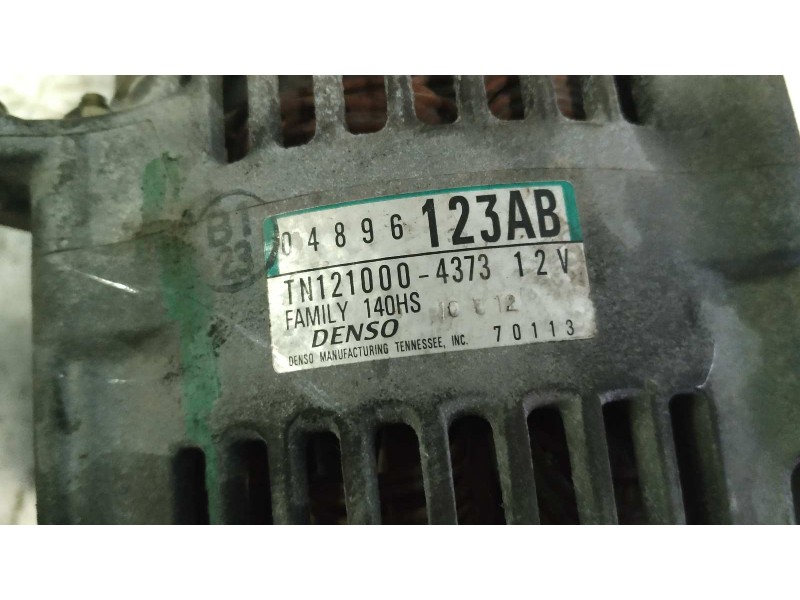 BT
23
04896 123AB
TN121000-4373 12V
FAMILY 140HS
DENSO
DENSO MANUFACTURING TENNESSEE, INC. 70113